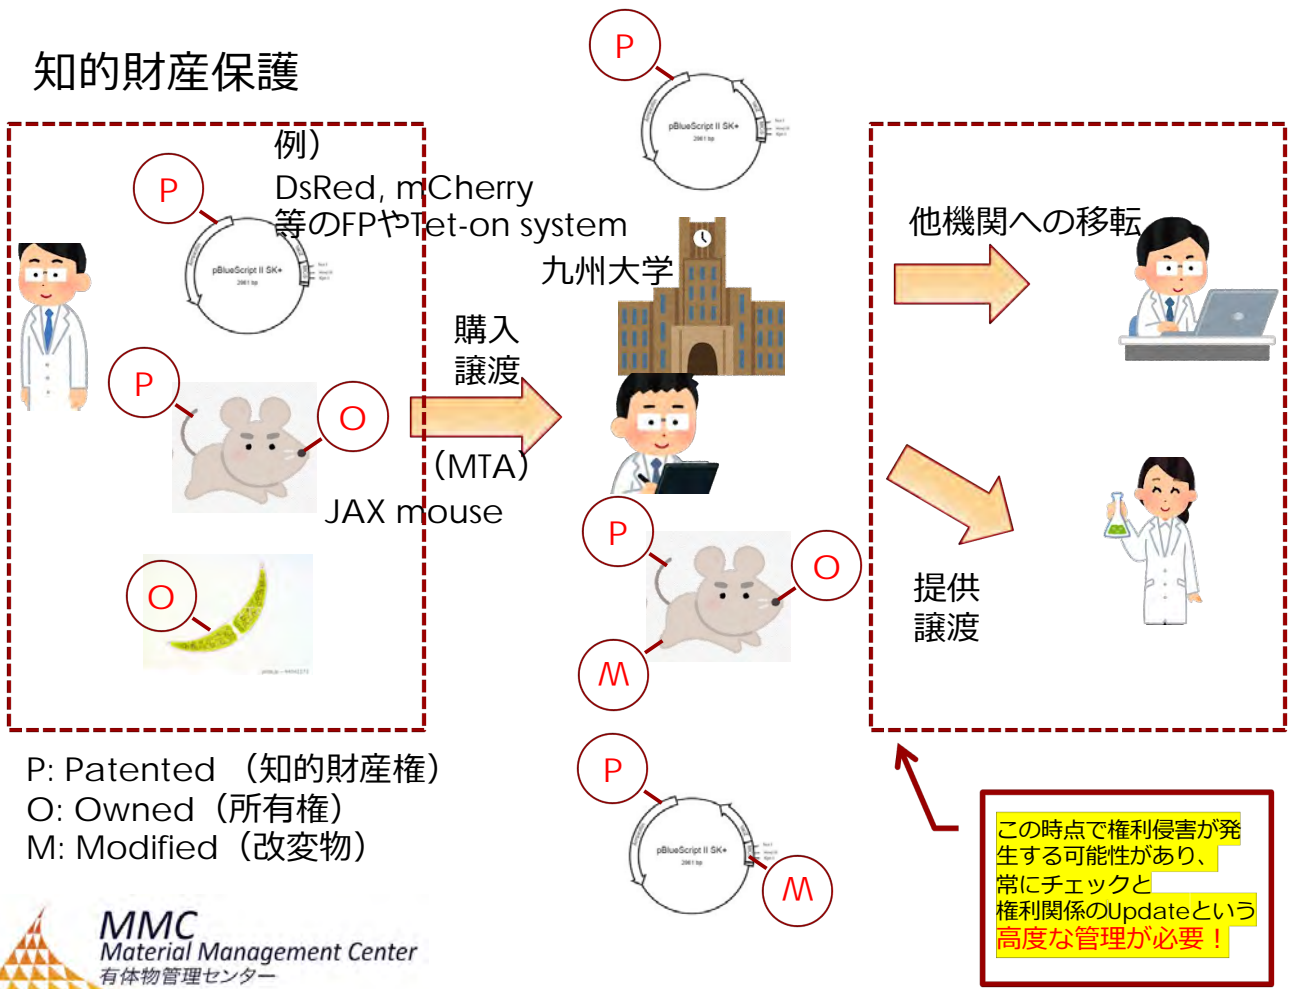 知的財産保護
例）
DsRed, mCherry
等のFPやTet-on system
P
pBlueScript II SK+
2961 bp
P
O
JAX mouse
O
購入
譲渡
（MTA）
P
pBlueScript II SK+
2961 bp
九州大学
P
O
M
P
pBlueScript II SK+
2961 bp
M
他機関への移転
提供
譲渡
P: Patented （知的財産権）
O: Owned（所有権）
M: Modified（改変物）
この時点で権利侵害が発
生する可能性があり、
常にチェックと
権利関係のUpdateという
高度な管理が必要！
MMC
Material Management Center
有体物管理センター